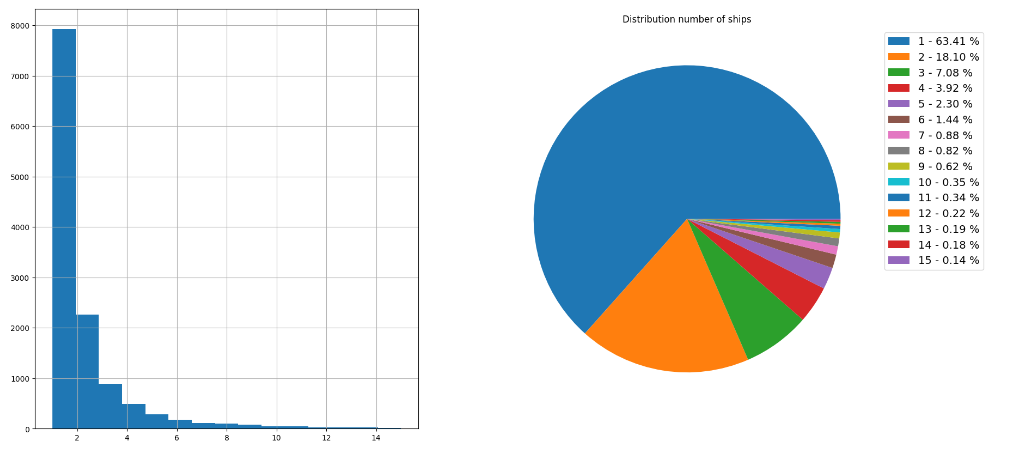 8000
7000
6000
5000
4000
3000
2000
1000
0
2 4 6 8 10 12 14
Distribution number of ships
1 - 63.41 %
2 - 18.10 %
3 - 7.08 %
4 - 3.92 %
5 - 2.30 %
6 - 1.44 %
7 - 0.88 %
8 - 0.82 %
9 - 0.62 %
10 - 0.35 %
11 - 0.34 %
12 - 0.22 %
13 - 0.19 %
14 - 0.18 %
15 - 0.14 %